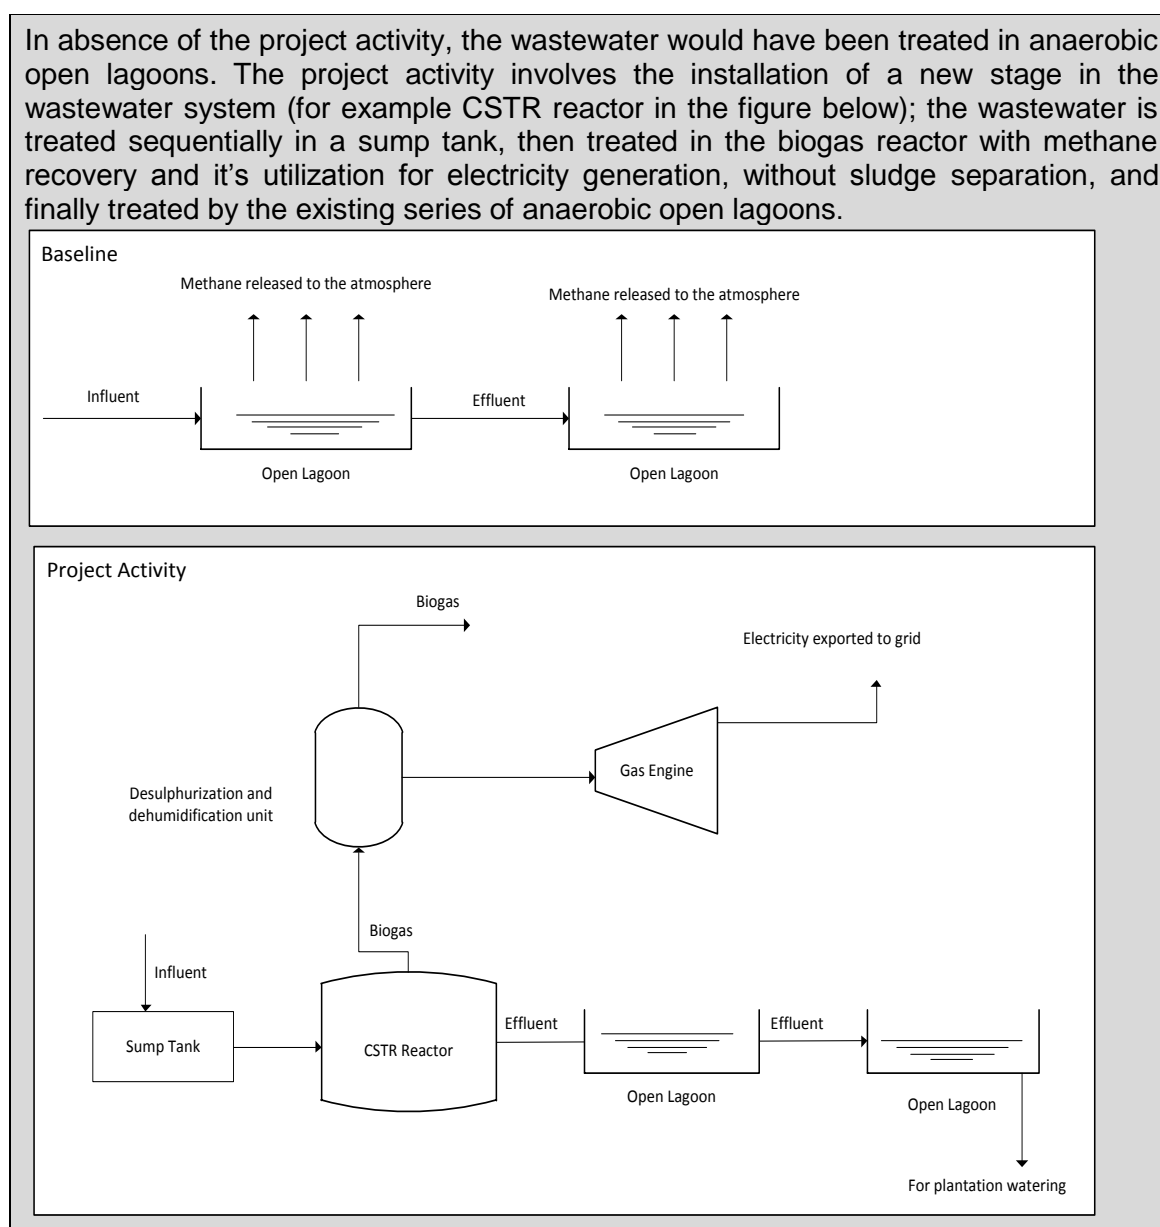 In absence of the project activity, the wastewater would have been treated in anaerobic
open lagoons. The project activity involves the installation of a new stage in the
wastewater system (for example CSTR reactor in the figure below); the wastewater is
treated sequentially in a sump tank, then treated in the biogas reactor with methane
recovery and it's utilization for electricity generation, without sludge separation, and
finally treated by the existing series of anaerobic open lagoons.
Baseline
Methane released to the atmosphere
Methane released to the atmosphere
Influent
Effluent
Open Lagoon
Open Lagoon
Project Activity
Biogas
Electricity exported to grid
Gas Engine
Desulphurization and
dehumidification unit
Biogas
Influent
Sump Tank
CSTR Reactor
Effluent
Effluent
Open Lagoon
Open Lagoon
For plantation watering